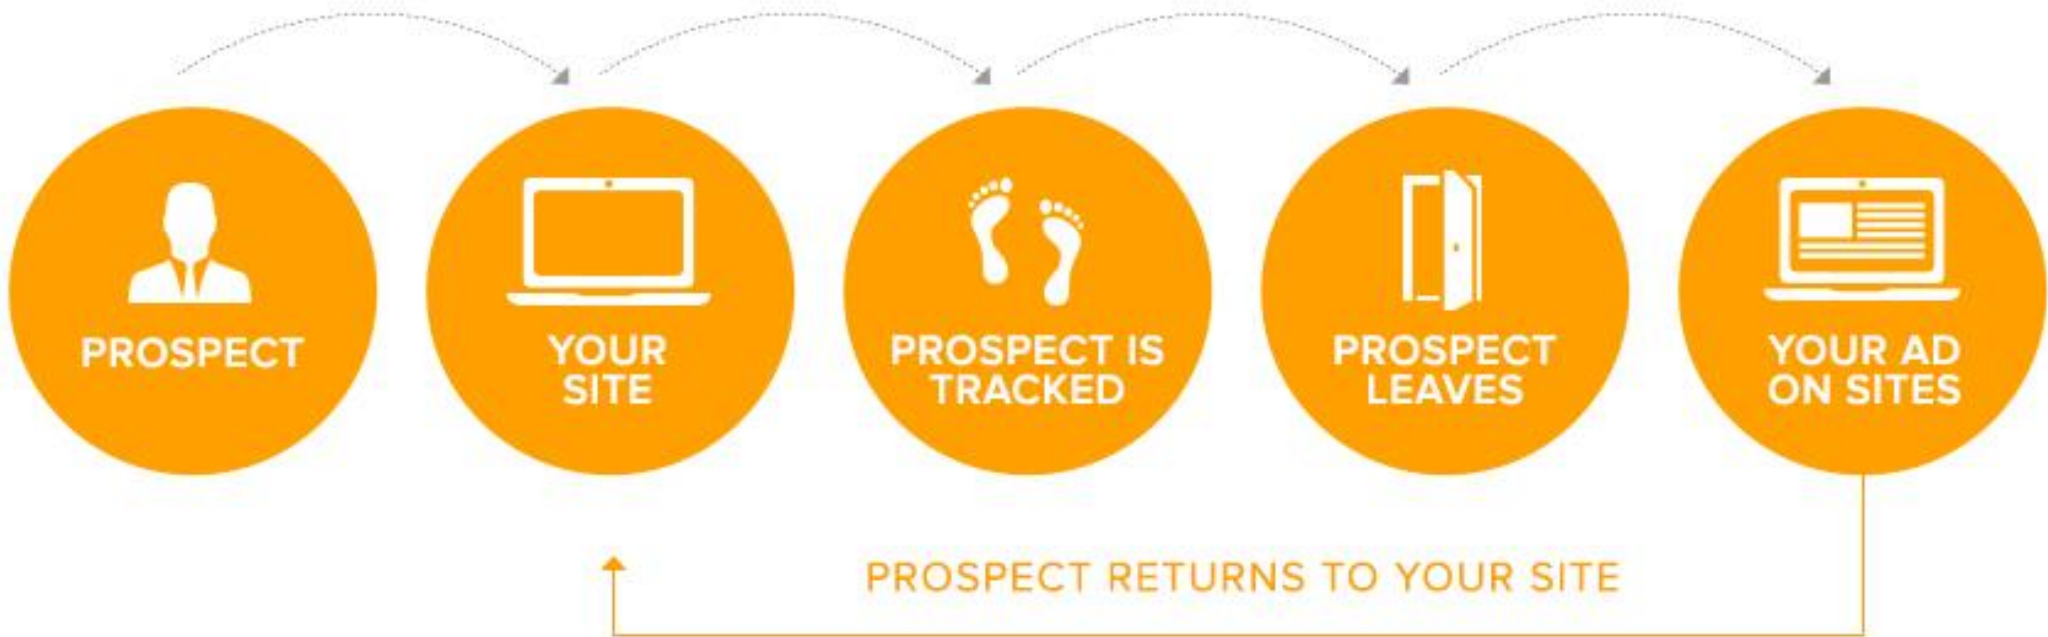 PROSPECT
YOUR
SITE
PROSPECT IS
TRACKED
PROSPECT
LEAVES
YOUR AD
ON SITES
PROSPECT RETURNS TO YOUR SITE